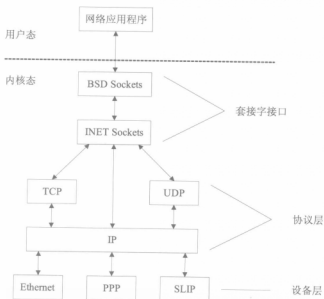 网络应用程序
用户态
内核态
BSD Sockets
套接字接口
INET Sockets
TCP
UDP
协议层
IP
Ethernet
PPP
SLIP
设备层